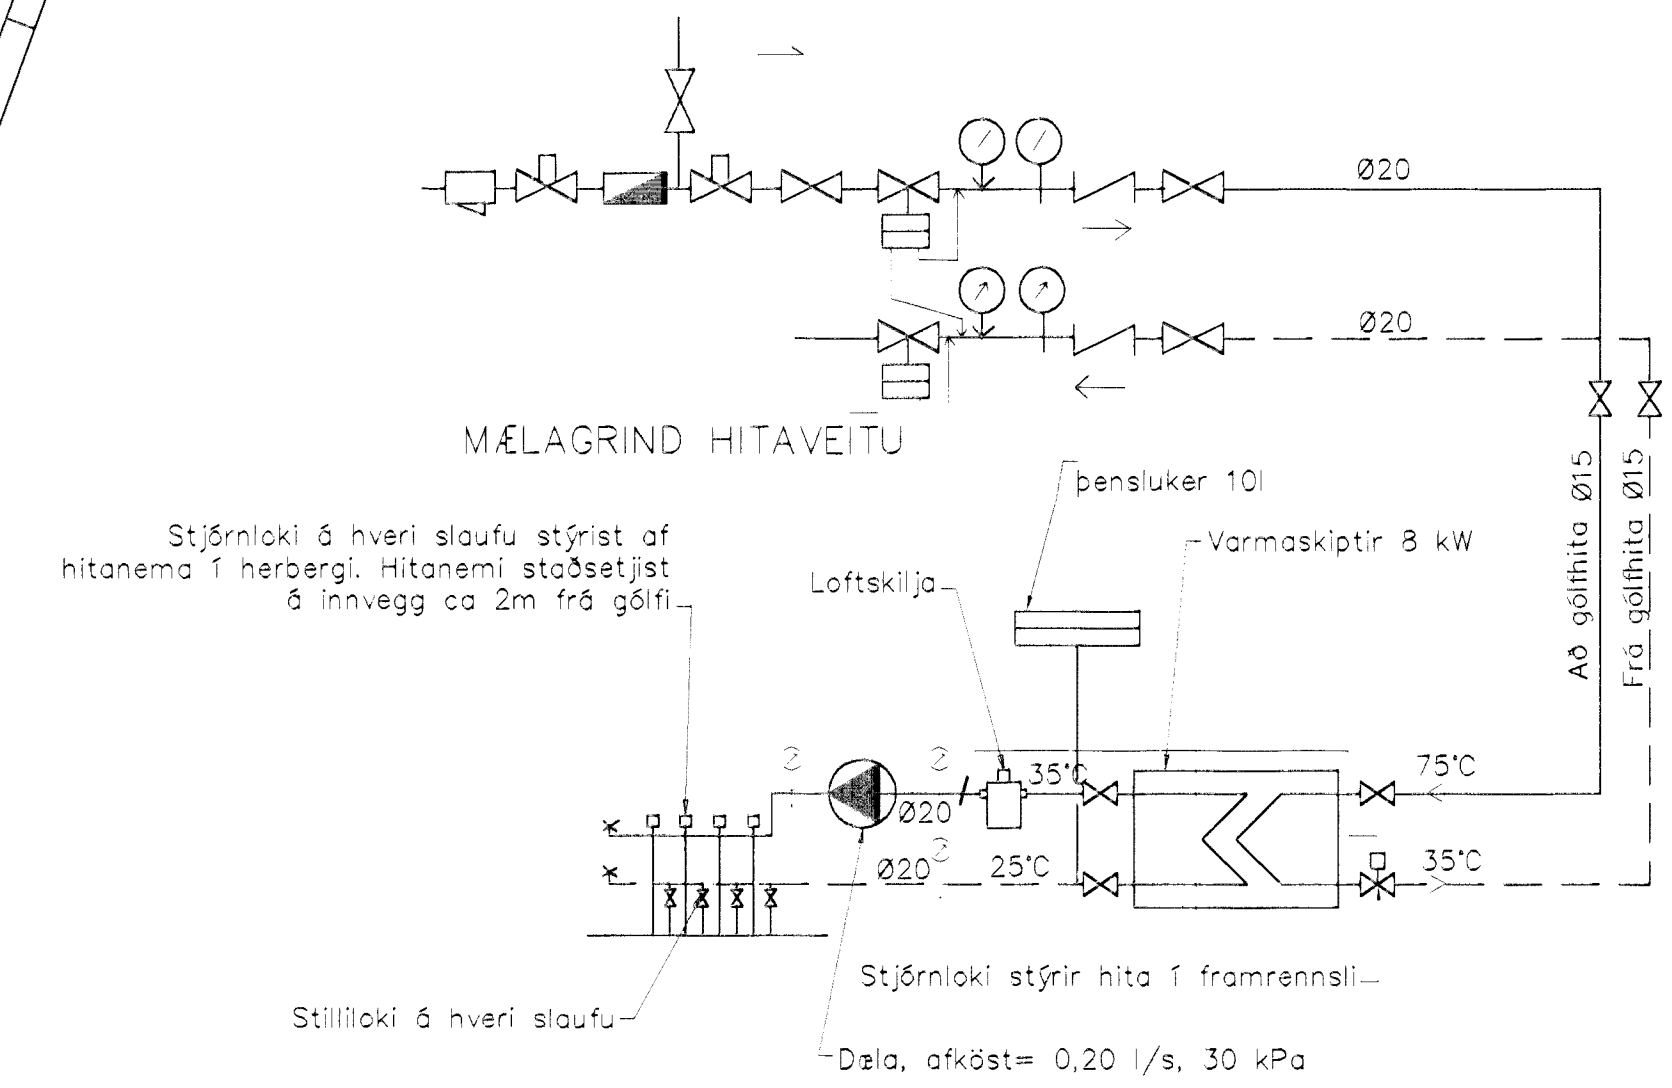 Ø20
Ø20
MÆLAGRIND HITAVEITU
Að gólfhita Ø15
Frá gólfhita Ø15
þensluker 10l
Stjórnloki á hveri slaufu stýrist af
hitanema í herbergi. Hitanemi staðsetjist
á innvegg ca 2m frá gólfi
Varmaskiptir 8 kW
Loftskilja
35°C
75°C
Ø20
Ø20
25°C
35°C
Stjórnloki stýrir hita í framrennsli
Stilliloki á hveri slaufu
Dæla, afköst= 0,20 l/s, 30 kPa